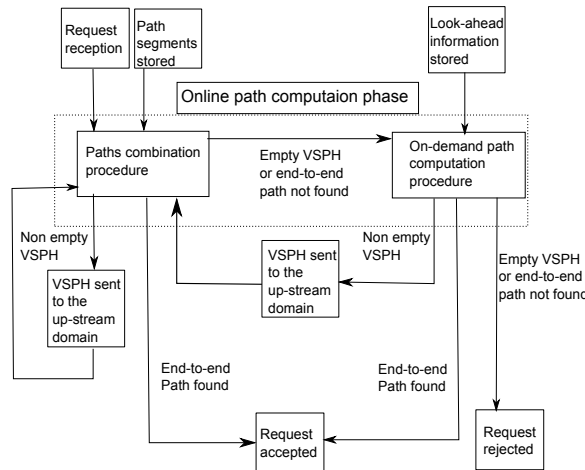 Request
reception
Path
segments
stored
Look-ahead
information
stored
Online path computaion phase
Paths combination
procedure
Empty VSPH
or end-to-end
path not found
On-demand path
computation
procedure
Non empty
VSPH
VSPH sent
to the
up-stream
domain
VSPH sent
to the
up-stream
domain
Non empty
VSPH
Empty VSPH
or end-to-end
path not found
End-to-end
Path found
End-to-end
Path found
Request
accepted
Request
rejected